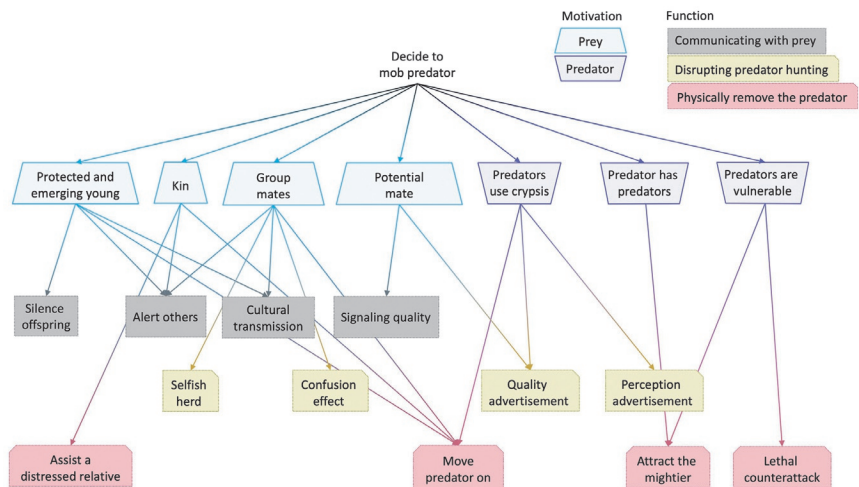 Motivation
Function
Prey
Communicating with prey
Decide to
mob predator
Predator
Disrupting predator hunting
Physically remove the predator
Protected and
emerging young
Kin
Group
mates
Potential
mate
Predators
use crypsis
Predator has
predators
Predators are
vulnerable
Silence
offspring
Alert others
Cultural
transmission
Signaling quality
Selfish
herd
Confusion
effect
Quality
advertisement
Perception
advertisement
Assist a
distressed relative
Move
predator on
Attract the
mightier
Lethal
counterattack